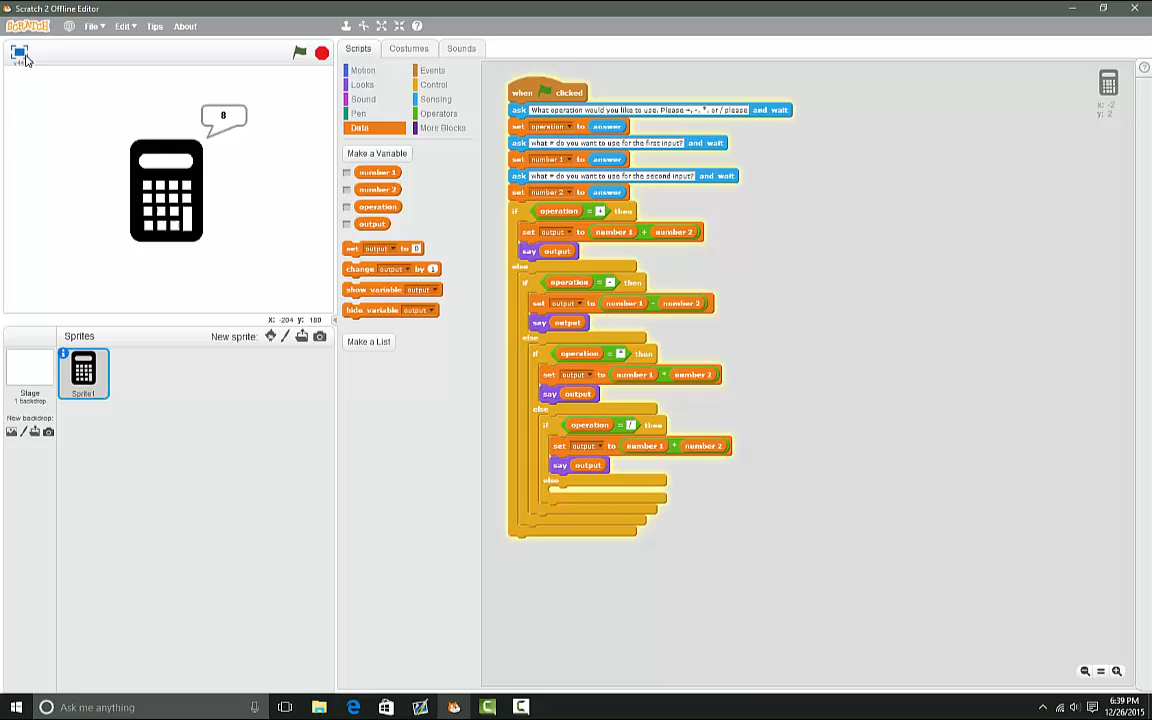 Scratch 2 Offline Editor
SCRATCH File▼ Edit▼ Tips About
Scripts Costumes Sounds
8
Motion Events
Looks Control
Sound Sensing
Pen Operators
Data More Blocks
Make a Variable
number 1
number 2
operation
output
set output to 0
change output by 1
show variable output
hide variable output
Make a List
when clicked
ask What operation would you like to use. Please +, -, *, or / please and wait
set operation to answer
ask what # do you want to use for the first input? and wait
set number 1 to answer
ask what # do you want to use for the second input? and wait
set number 2 to answer
if operation = + then
set output to number 1 + number 2
say output
else
if operation = - then
set output to number 1 - number 2
say output
else
if operation = * then
set output to number 1 * number 2
say output
else
if operation = / then
set output to number 1 * number 2
say output
else
x: -2
y: 2
X: -204 y: 180
Sprites New sprite:
Stage
1 backdrop
New backdrop:
Sprite1
Ask me anything
6:39 PM
12/26/2015